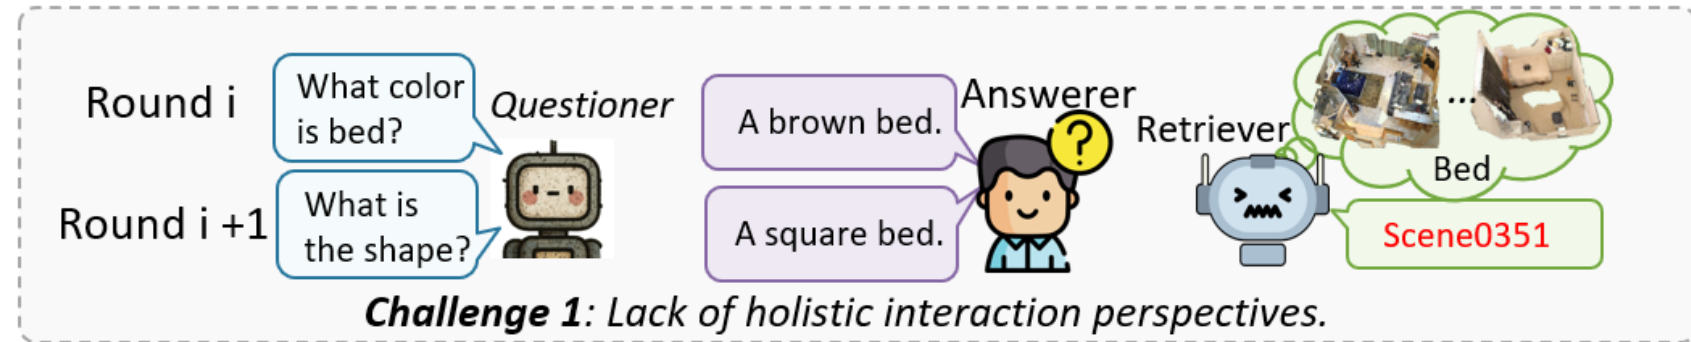 Round i
What color
is bed?
Questioner
A brown bed.
Answerer
?
Retriever
...
Bed
Round i +1
What is
the shape?
A square bed.
Scene0351
Challenge 1: Lack of holistic interaction perspectives.